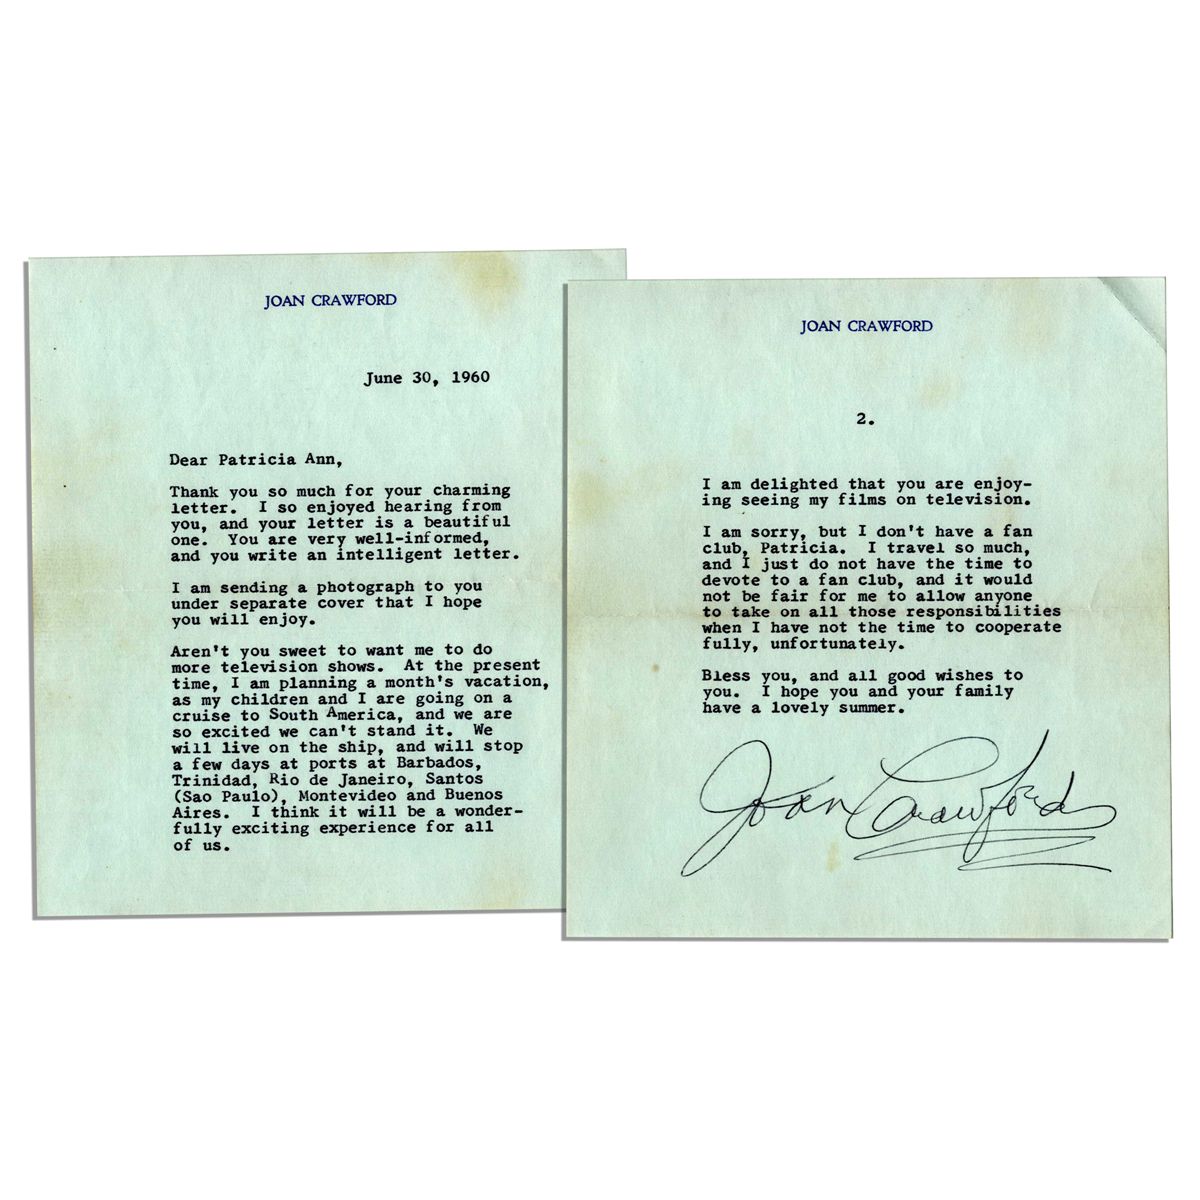 JOAN CRAWFORD
June 30, 1960
Dear Patricia Ann,
Thank you so much for your charming
letter. I so enjoyed hearing from
you, and your letter is a beautiful
one. You are very well-informed,
and you write an intelligent letter.
I am sending a photograph to you
under separate cover that I hope
you will enjoy.
Aren't you sweet to want me to do
more television shows. At the present
time, I am planning a month's vacation,
as my children and I are going on a
cruise to South America, and we are
so excited we can't stand it. We
will live on the ship, and will stop
a few days at ports at Barbados,
Trinidad, Rio de Janeiro, Santos
(Sao Paulo), Montevideo and Buenos
Aires. I think it will be a wonder-
fully exciting experience for all
of us.
JOAN CRAWFORD
2.
I am delighted that you are enjoy-
ing seeing my films on television.
I am sorry, but I don't have a fan
club, Patricia. I travel so much,
and I just do not have the time to
devote to a fan club, and it would
not be fair for me to allow anyone
to take on all those responsibilities
when I have not the time to cooperate
fully, unfortunately.
Bless you, and all good wishes to
you. I hope you and your family
have a lovely summer.
Joan Crawford